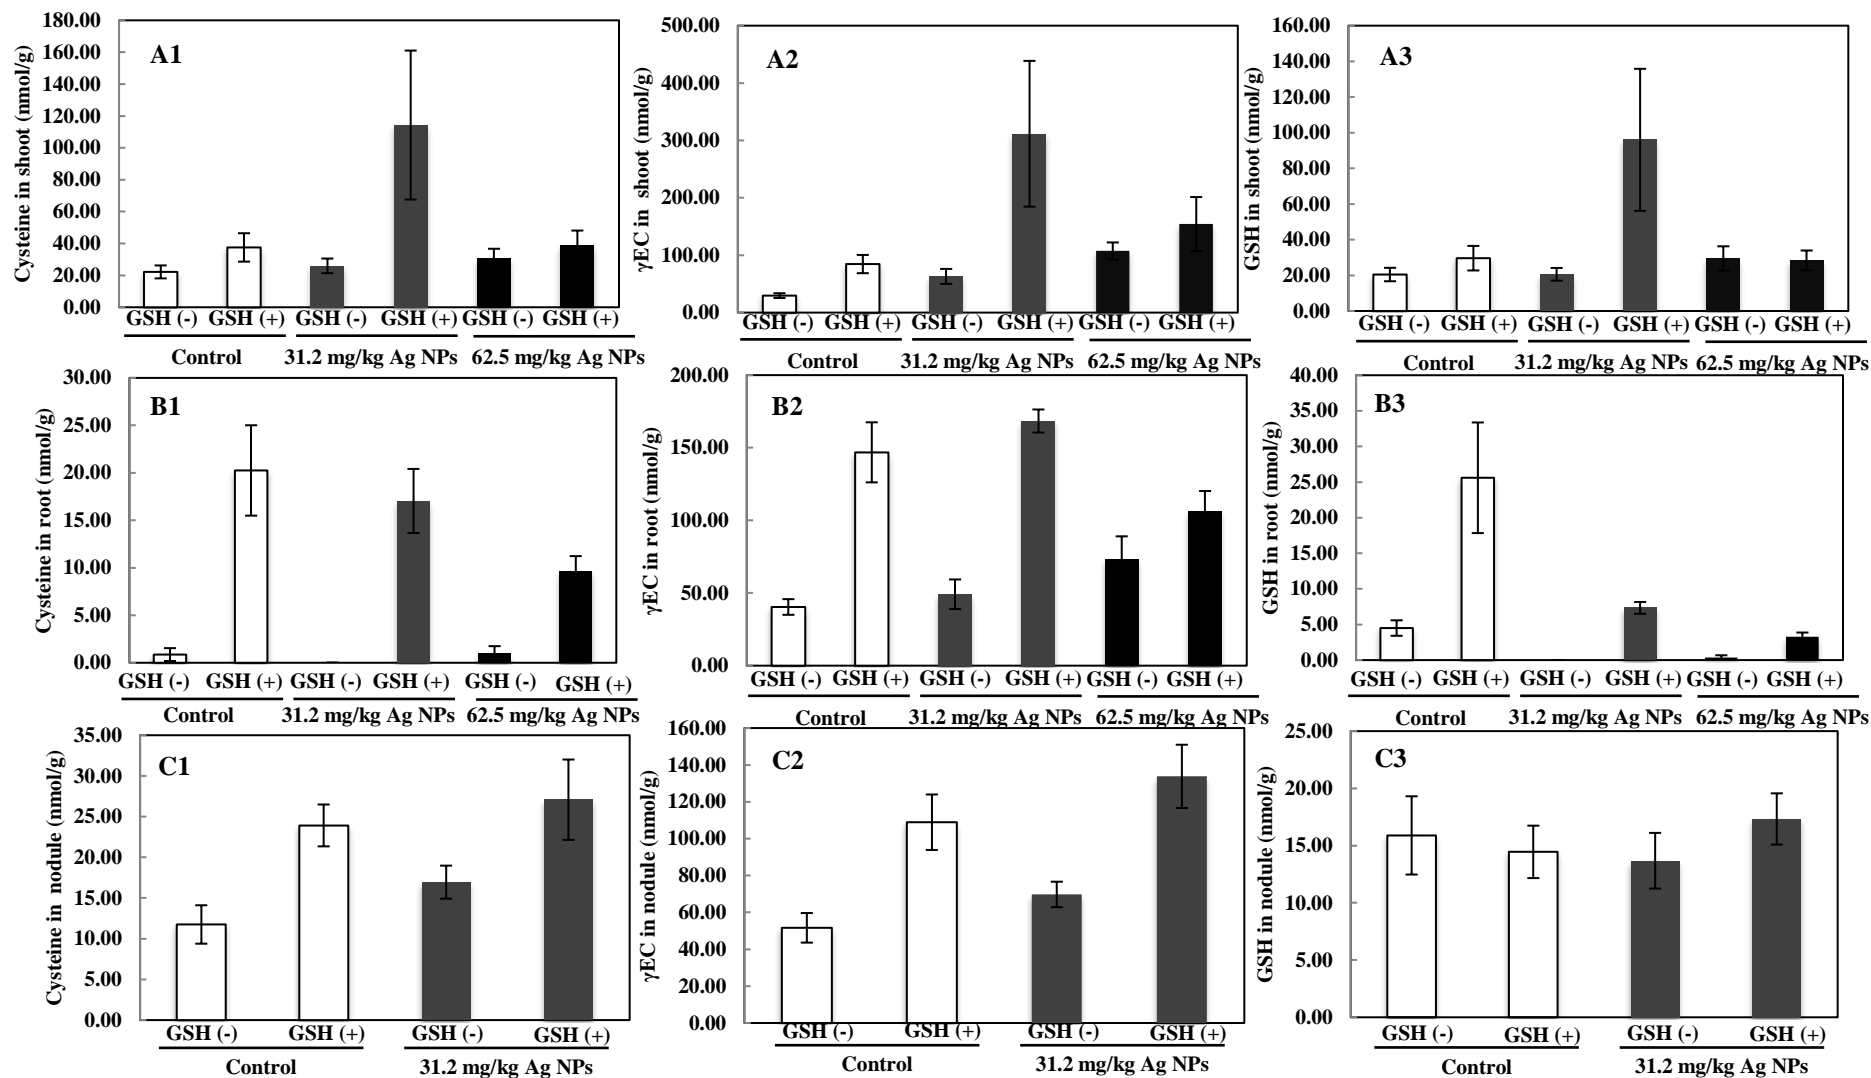 A1
Cysteine in shoot (nmol/g)
180.00
160.00
140.00
120.00
100.00
80.00
60.00
40.00
20.00
0.00
GSH (-) GSH (+) GSH (-) GSH (+) GSH (-) GSH (+)
Control 31.2 mg/kg Ag NPs 62.5 mg/kg Ag NPs
A2
γEC in shoot (nmol/g)
500.00
400.00
300.00
200.00
100.00
0.00
GSH (-) GSH (+) GSH (-) GSH (+) GSH (-) GSH (+)
Control 31.2 mg/kg Ag NPs 62.5 mg/kg Ag NPs
A3
GSH in shoot (nmol/g)
160.00
140.00
120.00
100.00
80.00
60.00
40.00
20.00
0.00
GSH (-) GSH (+) GSH (-) GSH (+) GSH (-) GSH (+)
Control 31.2 mg/kg Ag NPs 62.5 mg/kg Ag NPs
B1
Cysteine in root (nmol/g)
30.00
25.00
20.00
15.00
10.00
5.00
0.00
GSH (-) GSH (+) GSH (-) GSH (+) GSH (-) GSH (+)
Control 31.2 mg/kg Ag NPs 62.5 mg/kg Ag NPs
B2
γEC in root (nmol/g)
200.00
150.00
100.00
50.00
0.00
GSH (-) GSH (+) GSH (-) GSH (+) GSH (-) GSH (+)
Control 31.2 mg/kg Ag NPs 62.5 mg/kg Ag NPs
B3
GSH in root (nmol/g)
40.00
35.00
30.00
25.00
20.00
15.00
10.00
5.00
0.00
GSH (-) GSH (+) GSH (-) GSH (+) GSH (-) GSH (+)
Control 31.2 mg/kg Ag NPs 62.5 mg/kg Ag NPs
C1
Cysteine in nodule (nmol/g)
35.00
30.00
25.00
20.00
15.00
10.00
5.00
0.00
GSH (-) GSH (+) GSH (-) GSH (+)
Control 31.2 mg/kg Ag NPs
C2
γEC in nodule (nmol/g)
160.00
140.00
120.00
100.00
80.00
60.00
40.00
20.00
0.00
GSH (-) GSH (+) GSH (-) GSH (+)
Control 31.2 mg/kg Ag NPs
C3
GSH in nodule (nmol/g)
25.00
20.00
15.00
10.00
5.00
0.00
GSH (-) GSH (+) GSH (-) GSH (+)
Control 31.2 mg/kg Ag NPs